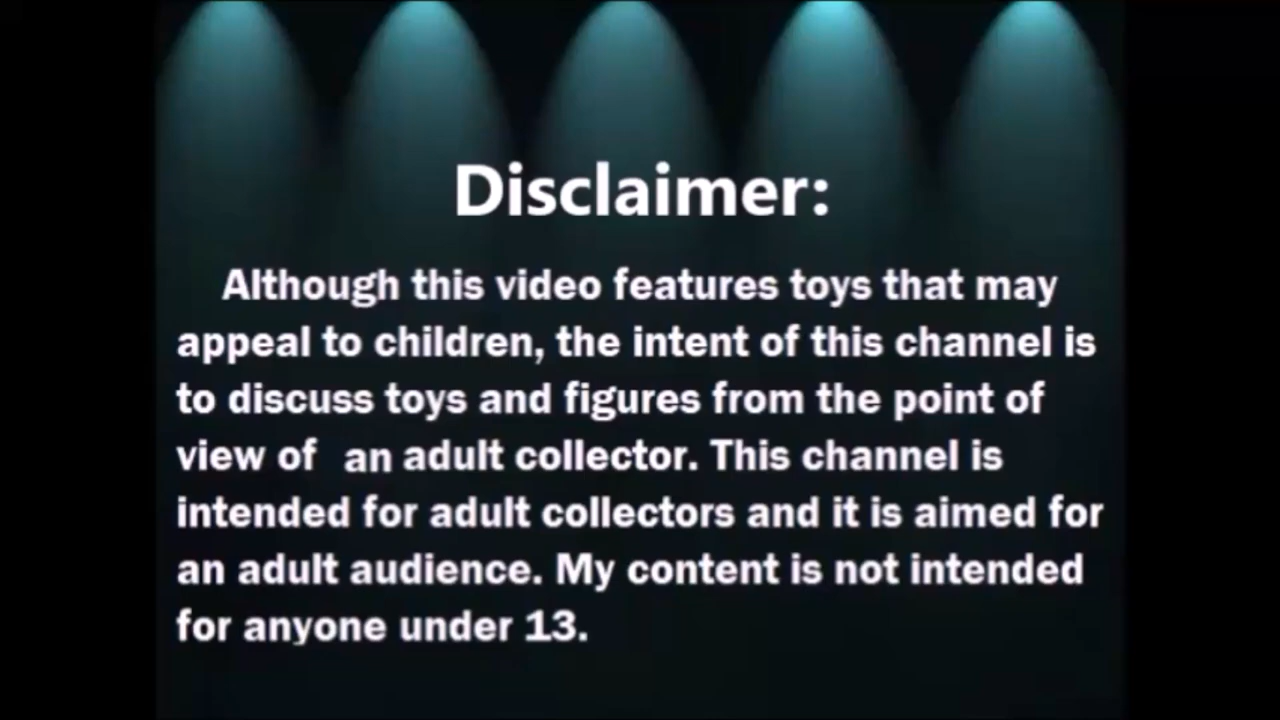 Disclaimer:
Although this video features toys that may
appeal to children, the intent of this channel is
to discuss toys and figures from the point of
view of an adult collector. This channel is
intended for adult collectors and it is aimed for
an adult audience. My content is not intended
for anyone under 13.